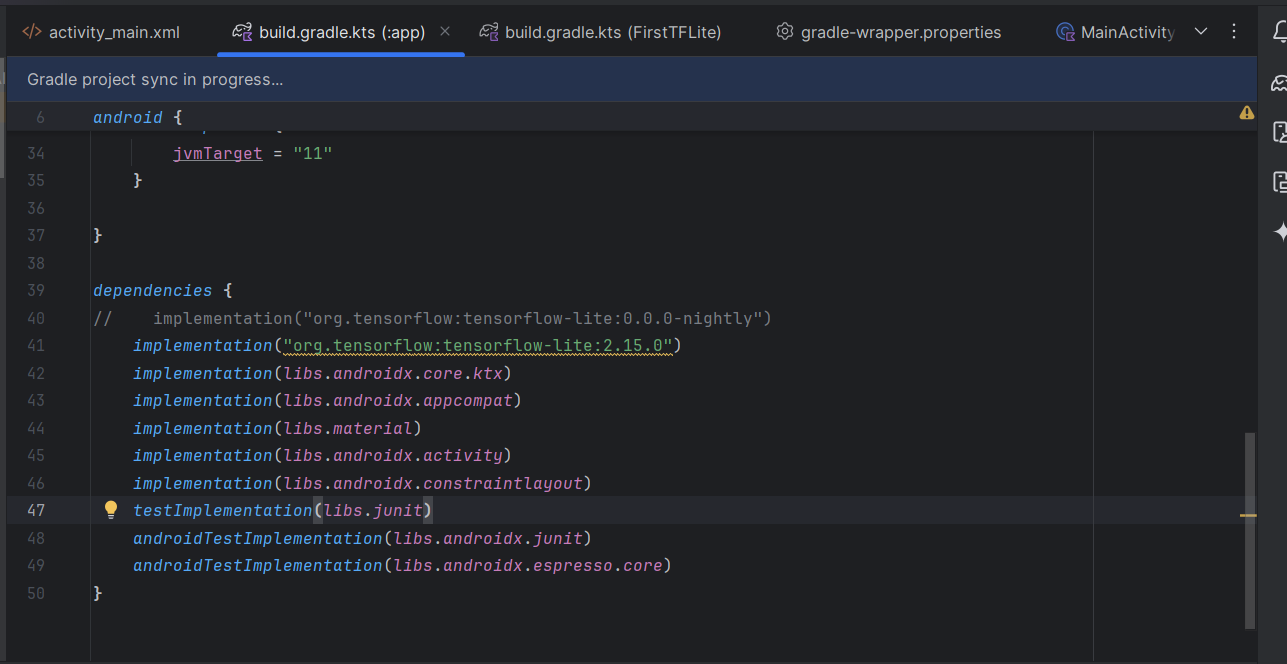 activity_main.xml build.gradle.kts (:app) build.gradle.kts (FirstTFLite) gradle-wrapper.properties MainActivity
Gradle project sync in progress...
6 android {
34 jvmTarget = "11"
35 }
36
37 }
38
39 dependencies {
40 // implementation("org.tensorflow:tensorflow-lite:0.0.0-nightly")
41 implementation("org.tensorflow:tensorflow-lite:2.15.0")
42 implementation(libs.androidx.core.ktx)
43 implementation(libs.androidx.appcompat)
44 implementation(libs.material)
45 implementation(libs.androidx.activity)
46 implementation(libs.androidx.constraintlayout)
47 testImplementation(libs.junit)
48 androidTestImplementation(libs.androidx.junit)
49 androidTestImplementation(libs.androidx.espresso.core)
50 }